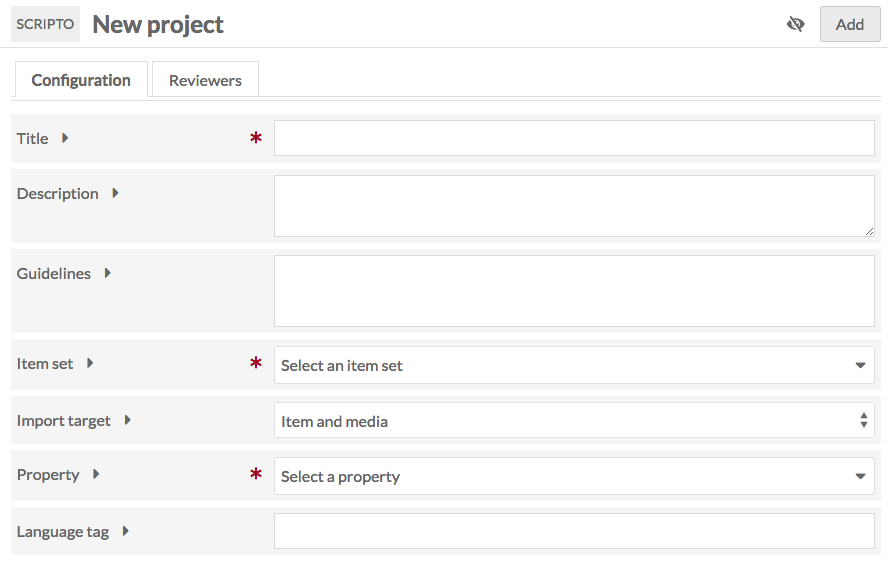 SCRIPTO New project Add
Configuration Reviewers
Title *
Description
Guidelines
Item set * Select an item set
Import target Item and media
Property * Select a property
Language tag